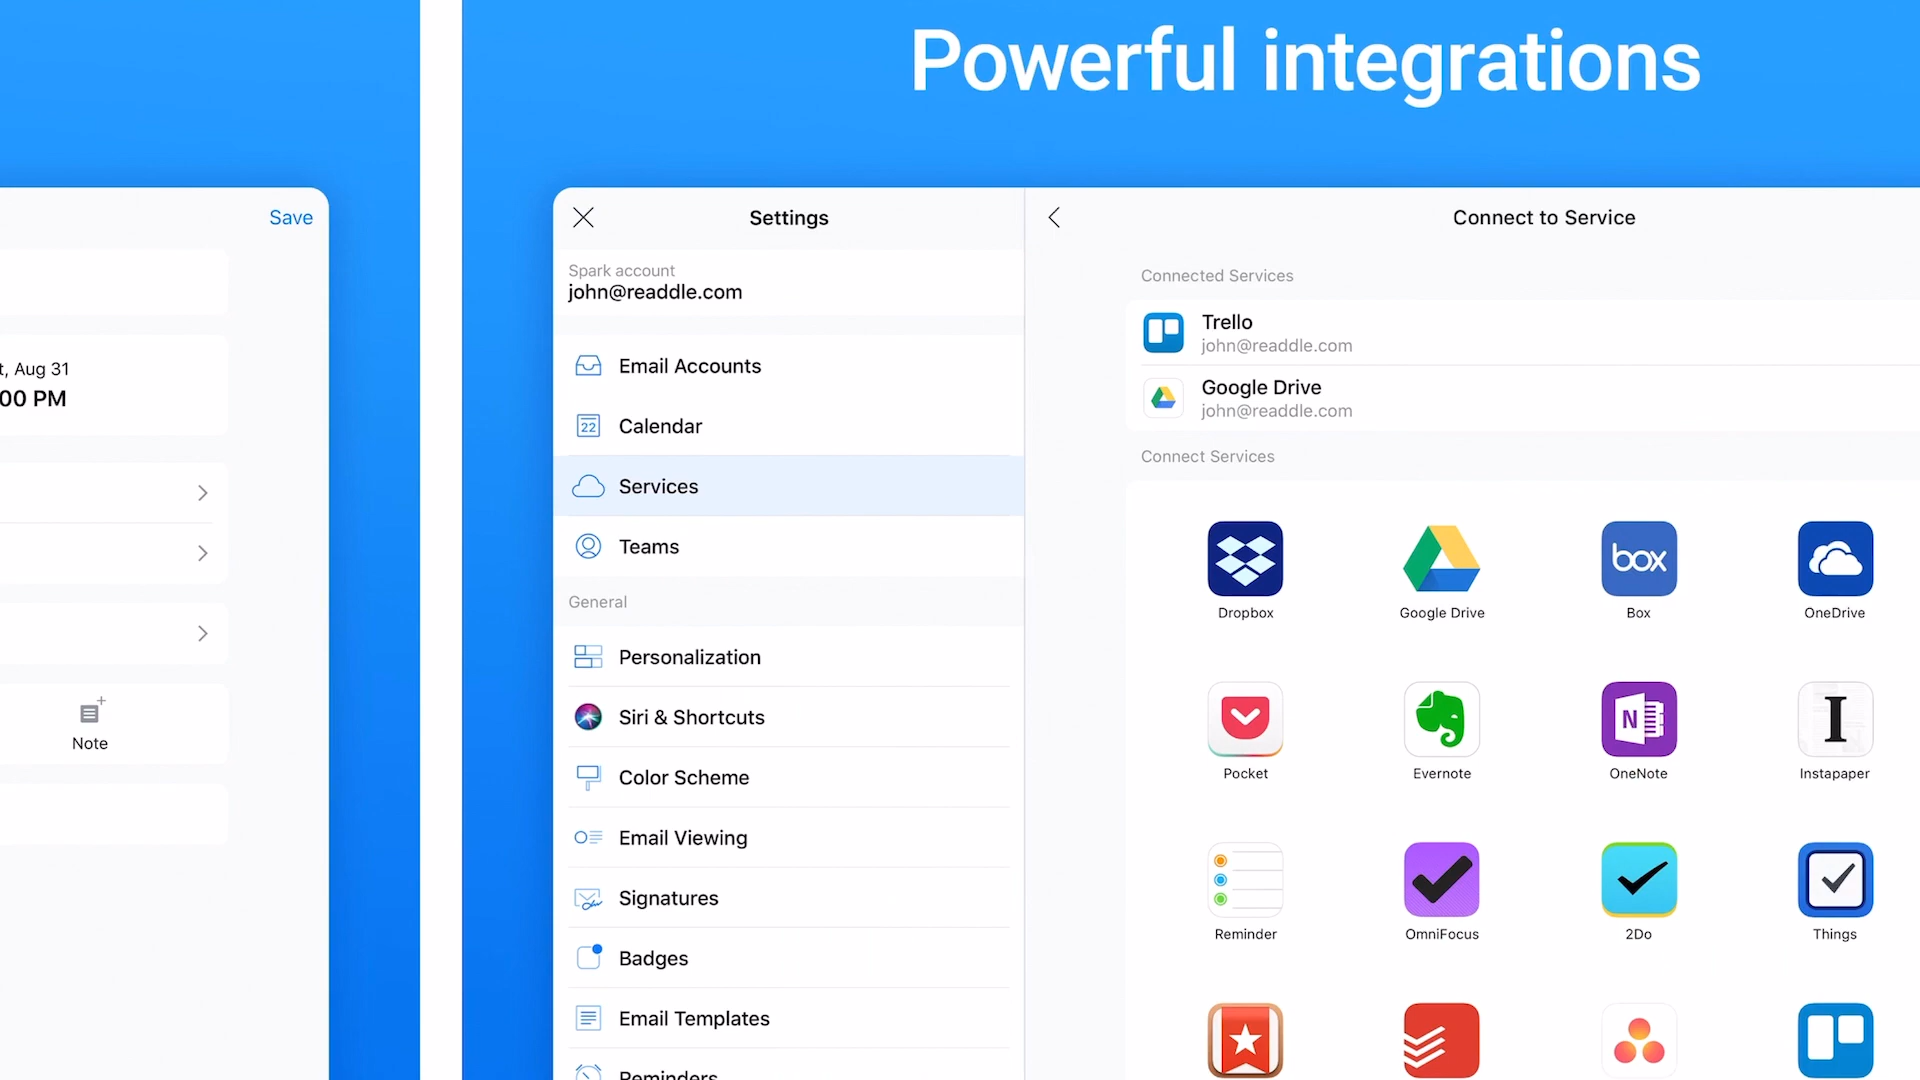 Powerful integrations
Save
t, Aug 31
00 PM
Note
Settings
Spark account
john@readdle.com
Email Accounts
22
Calendar
Services
Teams
General
Personalization
Siri & Shortcuts
Color Scheme
Email Viewing
Signatures
Badges
Email Templates
Reminders
Connect to Service
Connected Services
Trello
john@readdle.com
Google Drive
john@readdle.com
Connect Services
Dropbox
Google Drive
box
Box
OneDrive
Pocket
Evernote
N
OneNote
I
Instapaper
Reminder
OmniFocus
2Do
Things